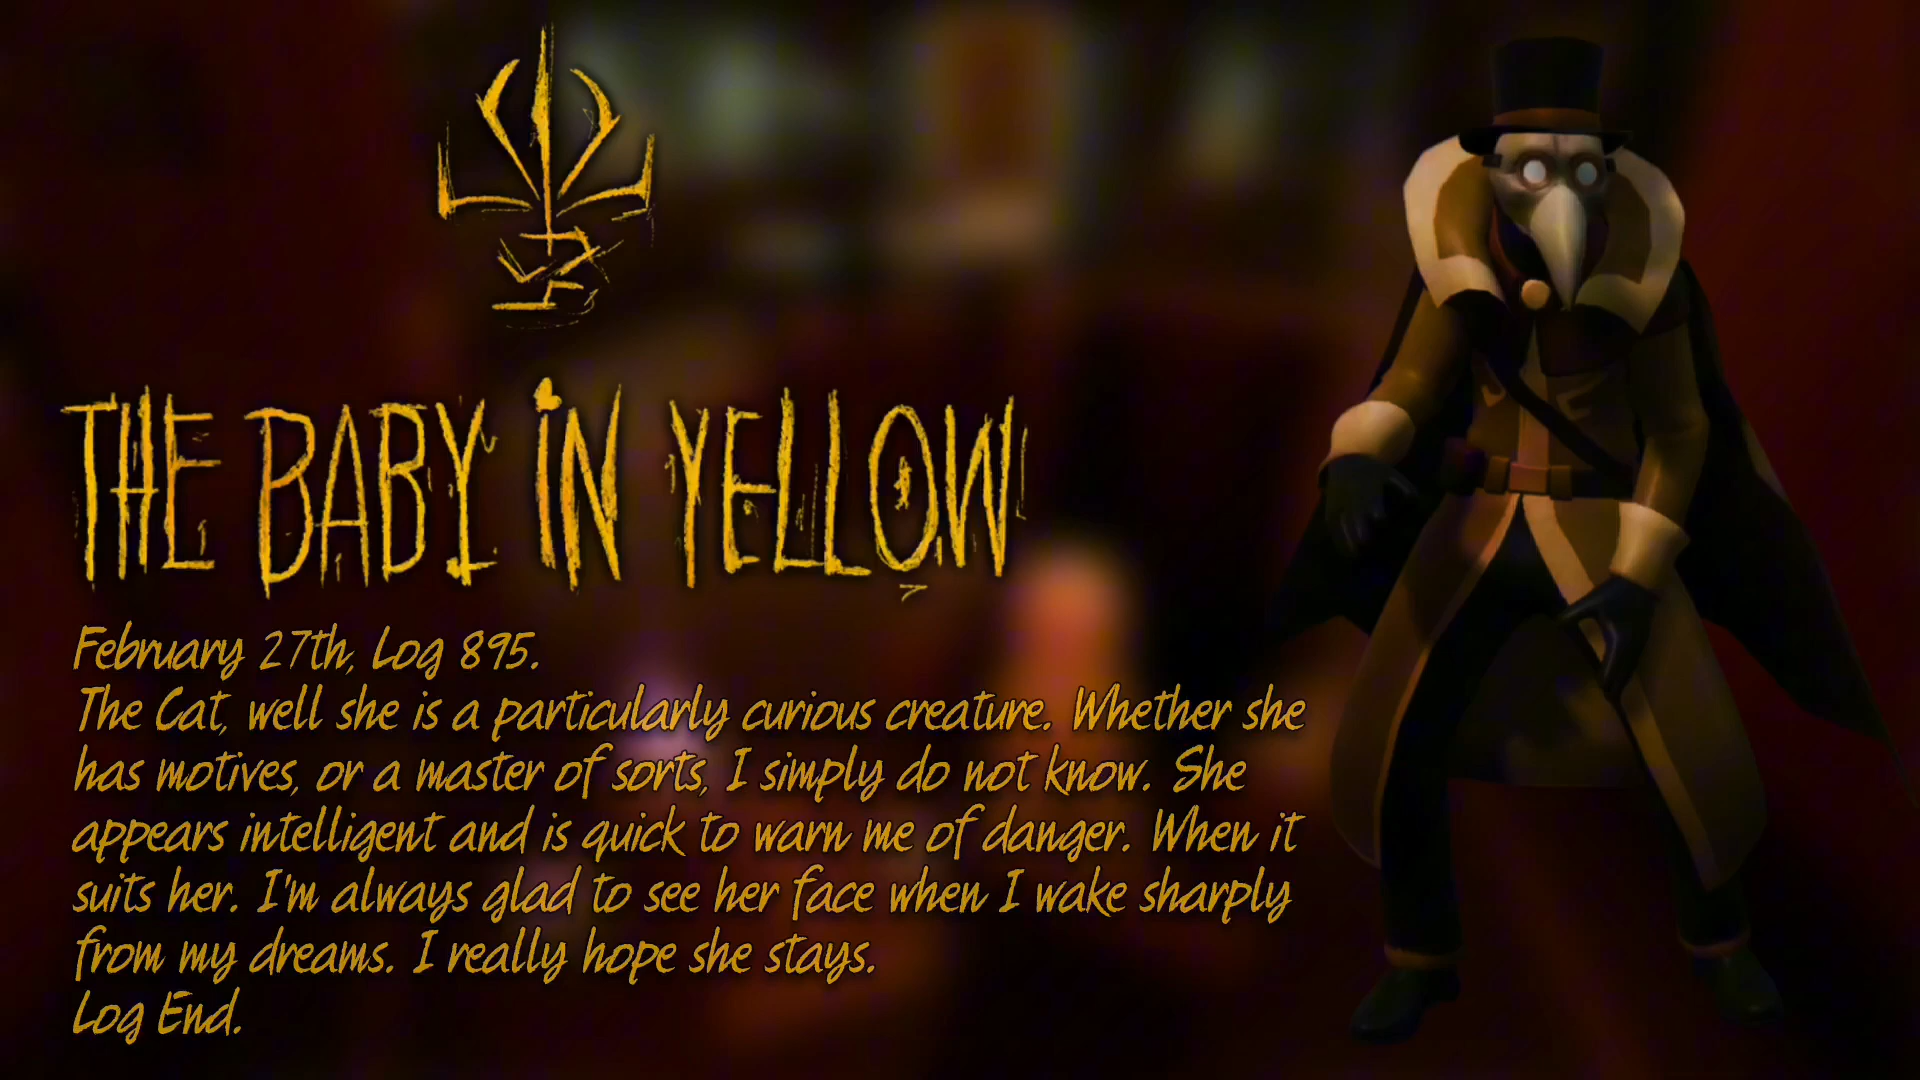 THE BABY IN YELLOW
February 27th, Log 895.
The Cat, well she is a particularly curious creature. Whether she
has motives, or a master of sorts, I simply do not know. She
appears intelligent and is quick to warn me of danger. When it
suits her. I'm always glad to see her face when I wake sharply
from my dreams. I really hope she stays.
Log End.